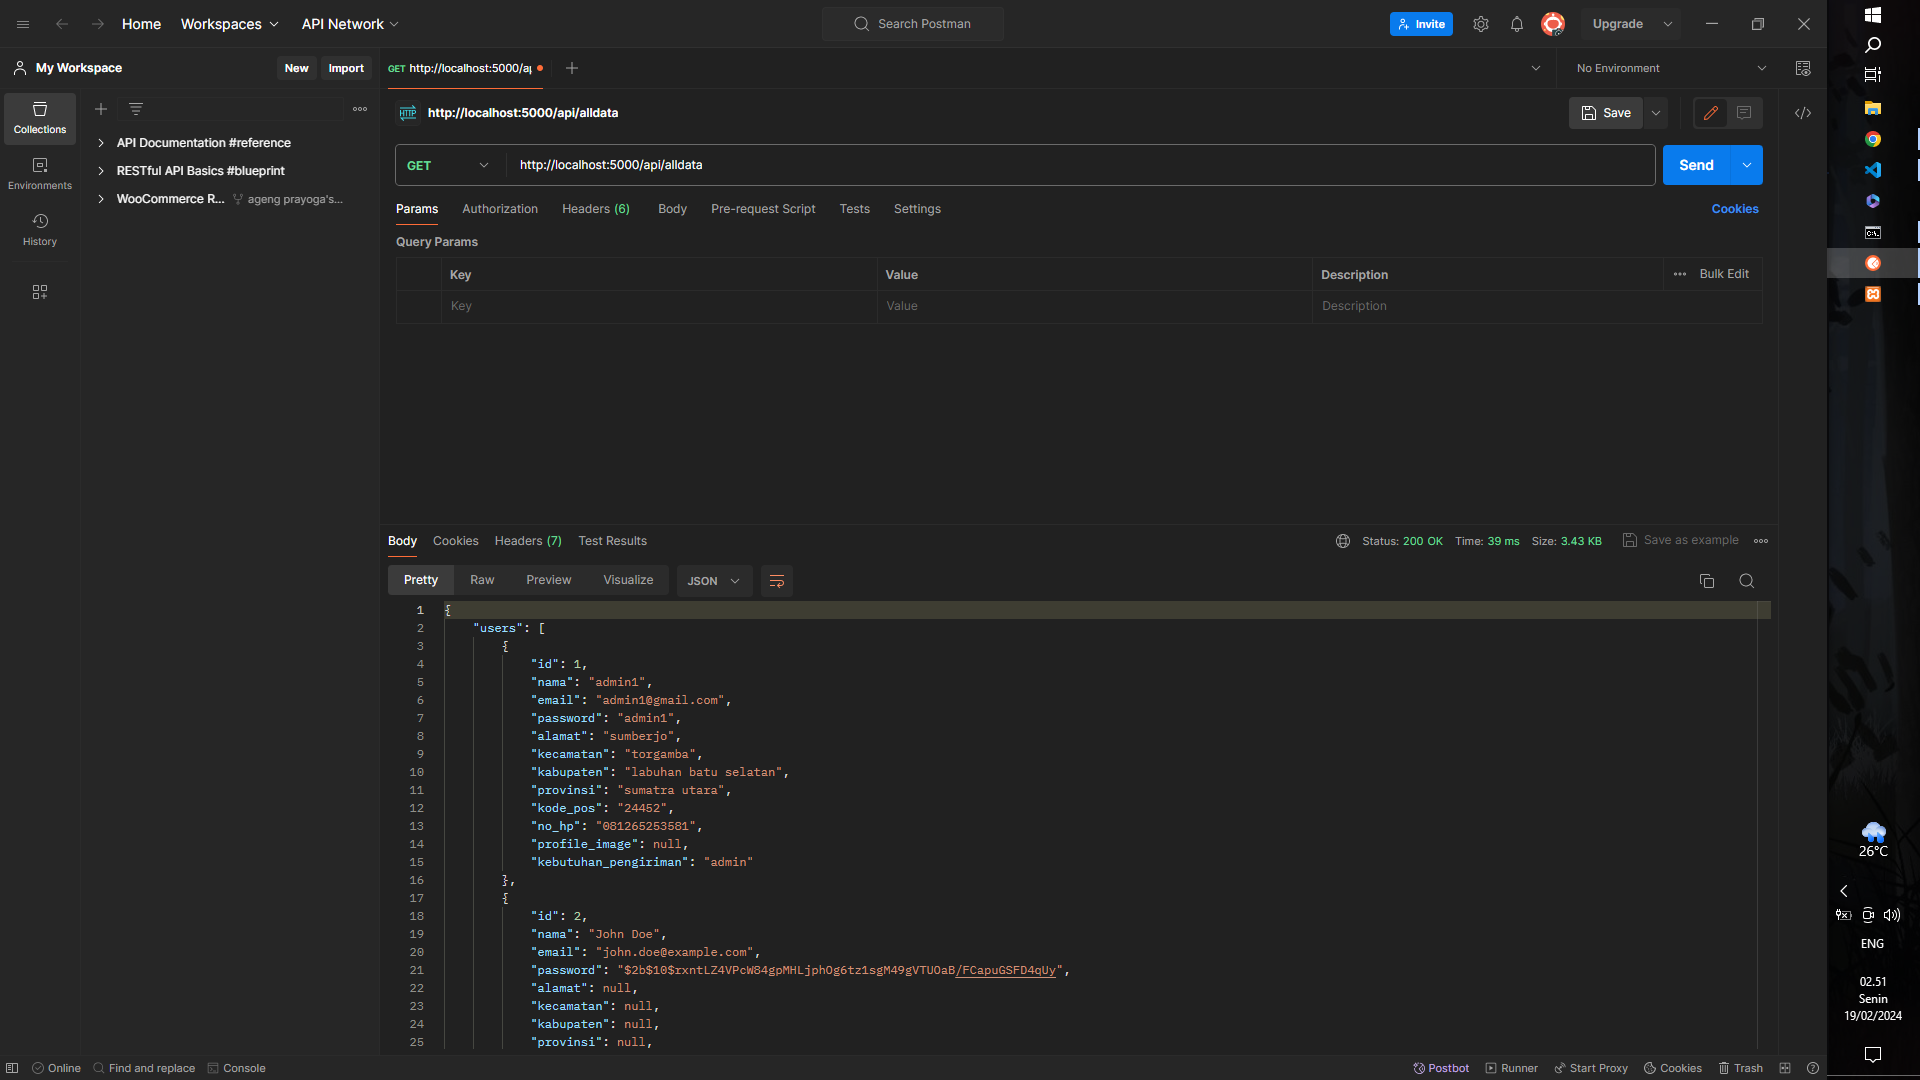 Home Workspaces API Network Search Postman Invite Upgrade
My Workspace New Import GET http://localhost:5000/a No Environment
Collections
Environments
History
API Documentation #reference
RESTful API Basics #blueprint
WooCommerce R... ageng prayoga's...
HTTP http://localhost:5000/api/alldata Save
GET http://localhost:5000/api/alldata Send
Params Authorization Headers (6) Body Pre-request Script Tests Settings Cookies
Query Params
Key Value Description Bulk Edit
Key Value Description
Body Cookies Headers (7) Test Results Status: 200 OK Time: 39 ms Size: 3.43 KB Save as example
Pretty Raw Preview Visualize JSON
1 {
2 "users": [
3 {
4 "id": 1,
5 "nama": "admin1",
6 "email": "admin1@gmail.com",
7 "password": "admin1",
8 "alamat": "sumberjo",
9 "kecamatan": "torgamba",
10 "kabupaten": "labuhan batu selatan",
11 "provinsi": "sumatra utara",
12 "kode_pos": "24452",
13 "no_hp": "081265253581",
14 "profile_image": null,
15 "kebutuhan_pengiriman": "admin"
16 },
17 {
18 "id": 2,
19 "nama": "John Doe",
20 "email": "john.doe@example.com",
21 "password": "$2b$10$rxntLZ4VPcW84gpMHLjphOg6tz1sgM49gVTUOaB/FCapuGSFD4qUy",
22 "alamat": null,
23 "kecamatan": null,
24 "kabupaten": null,
25 "provinsi": null,
Online Find and replace Console Postbot Runner Start Proxy Cookies Trash
26°C
ENG
02.51
Senin
19/02/2024